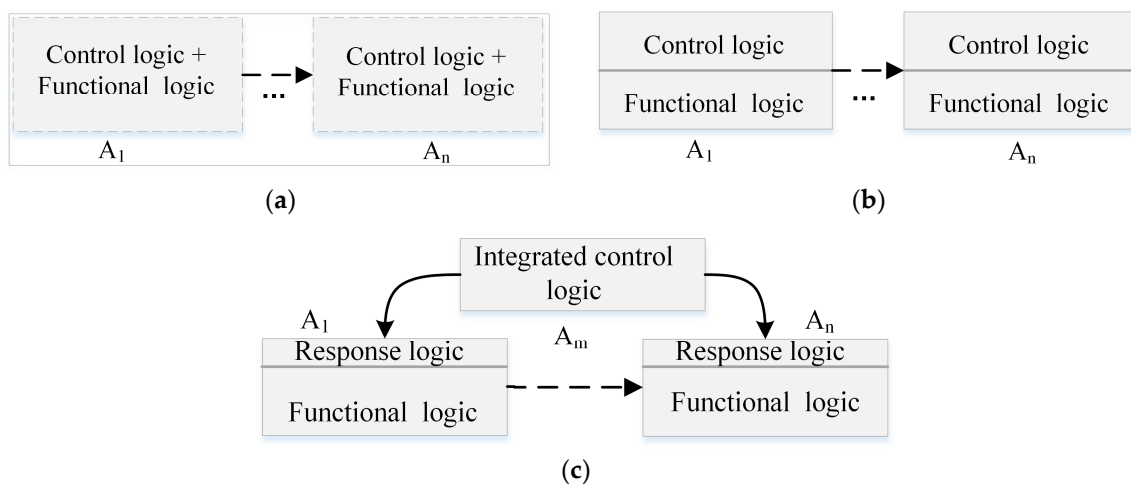 Control logic +
Functional logic
...
Control logic +
Functional logic
A1
An
(a)
Control logic
Functional logic
...
Control logic
Functional logic
A1
An
(b)
Integrated control
logic
A1
Am
An
Response logic
Functional logic
Response logic
Functional logic
(c)